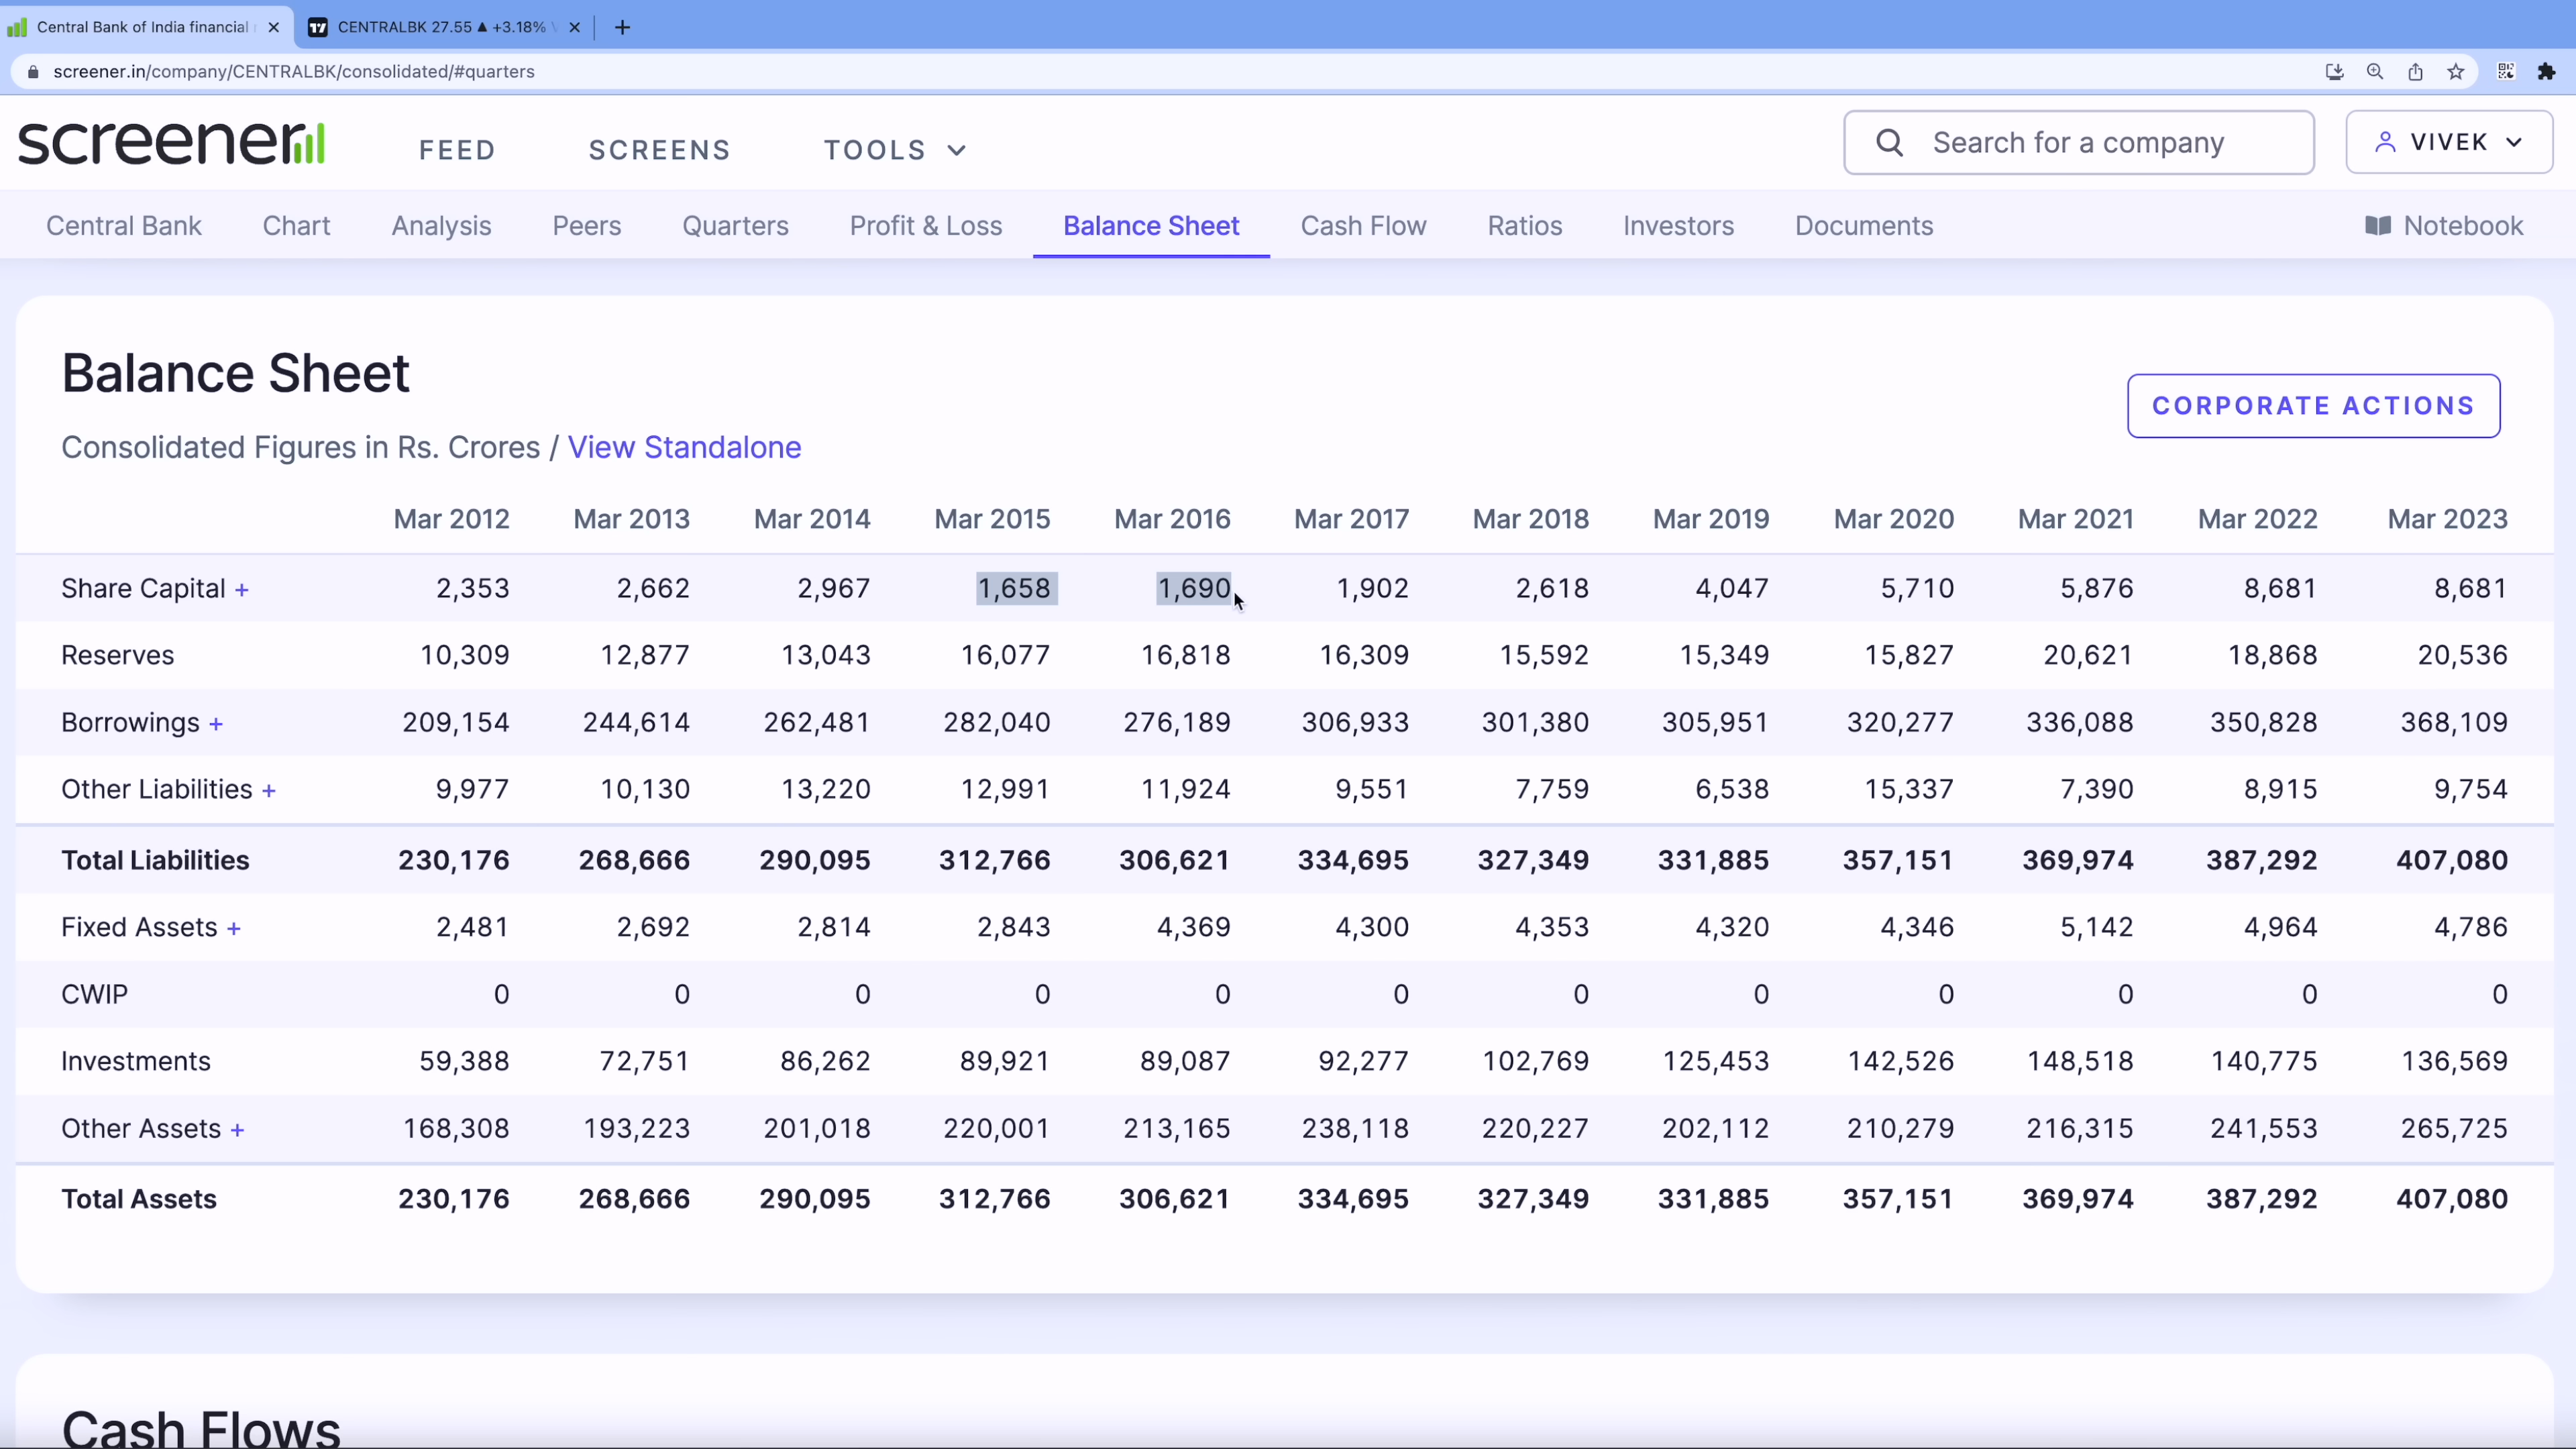 Central Bank of India financial
CENTRALBK 27.55 ▲ +3.18%
screener.in/company/CENTRALBK/consolidated/#quarters
screener FEED SCREENS TOOLS Search for a company VIVEK
Central Bank Chart Analysis Peers Quarters Profit & Loss Balance Sheet Cash Flow Ratios Investors Documents Notebook
Balance Sheet
CORPORATE ACTIONS
Consolidated Figures in Rs. Crores / View Standalone
Mar 2012 Mar 2013 Mar 2014 Mar 2015 Mar 2016 Mar 2017 Mar 2018 Mar 2019 Mar 2020 Mar 2021 Mar 2022 Mar 2023
Share Capital + 2,353 2,662 2,967 1,658 1,690 1,902 2,618 4,047 5,710 5,876 8,681 8,681
Reserves 10,309 12,877 13,043 16,077 16,818 16,309 15,592 15,349 15,827 20,621 18,868 20,536
Borrowings + 209,154 244,614 262,481 282,040 276,189 306,933 301,380 305,951 320,277 336,088 350,828 368,109
Other Liabilities + 9,977 10,130 13,220 12,991 11,924 9,551 7,759 6,538 15,337 7,390 8,915 9,754
Total Liabilities 230,176 268,666 290,095 312,766 306,621 334,695 327,349 331,885 357,151 369,974 387,292 407,080
Fixed Assets + 2,481 2,692 2,814 2,843 4,369 4,300 4,353 4,320 4,346 5,142 4,964 4,786
CWIP 0 0 0 0 0 0 0 0 0 0 0 0
Investments 59,388 72,751 86,262 89,921 89,087 92,277 102,769 125,453 142,526 148,518 140,775 136,569
Other Assets + 168,308 193,223 201,018 220,001 213,165 238,118 220,227 202,112 210,279 216,315 241,553 265,725
Total Assets 230,176 268,666 290,095 312,766 306,621 334,695 327,349 331,885 357,151 369,974 387,292 407,080
Cash Flows